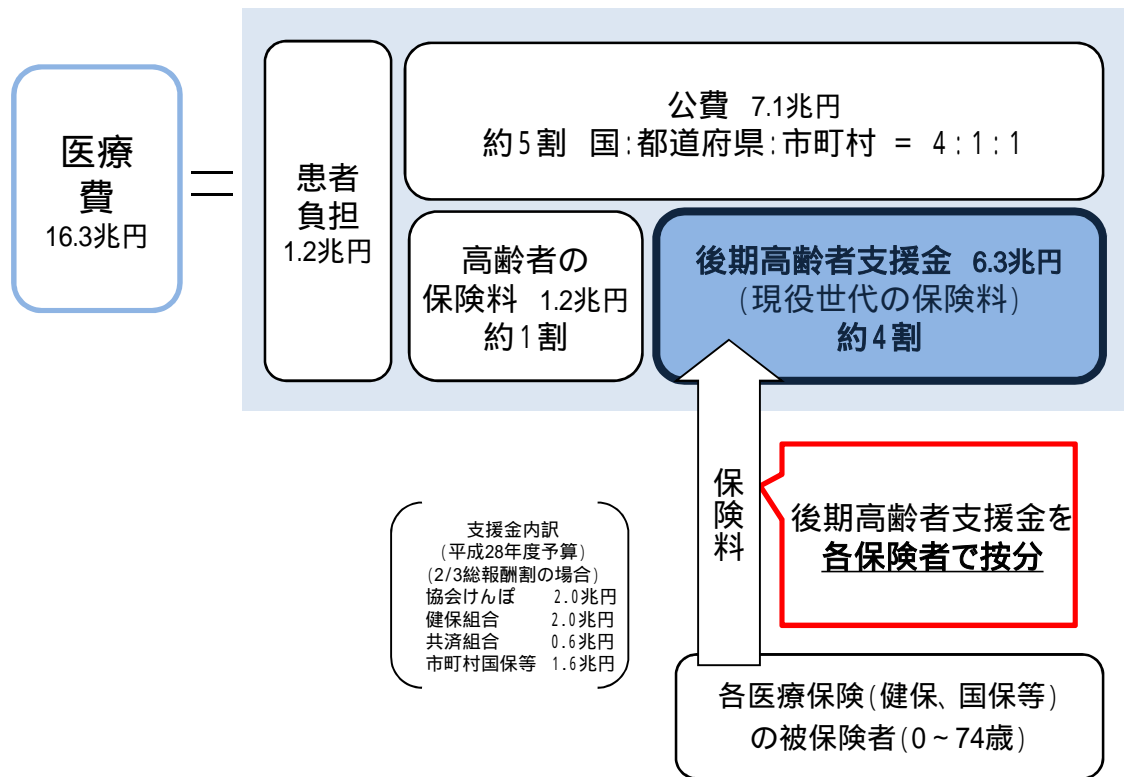 医療
費
16.3兆円
患者
負担
1.2兆円
公費 7.1兆円
約5割 国:都道府県:市町村 = 4:1:1
高齢者の
保険料 1.2兆円
約1割
後期高齢者支援金 6.3兆円
(現役世代の保険料)
約4割
保険料
後期高齢者支援金を
各保険者で按分
支援金内訳
(平成28年度予算)
(2/3総報酬割の場合)
協会けんぽ 2.0兆円
健保組合 2.0兆円
共済組合 0.6兆円
市町村国保等 1.6兆円
各医療保険(健保、国保等)
の被保険者(0~74歳)